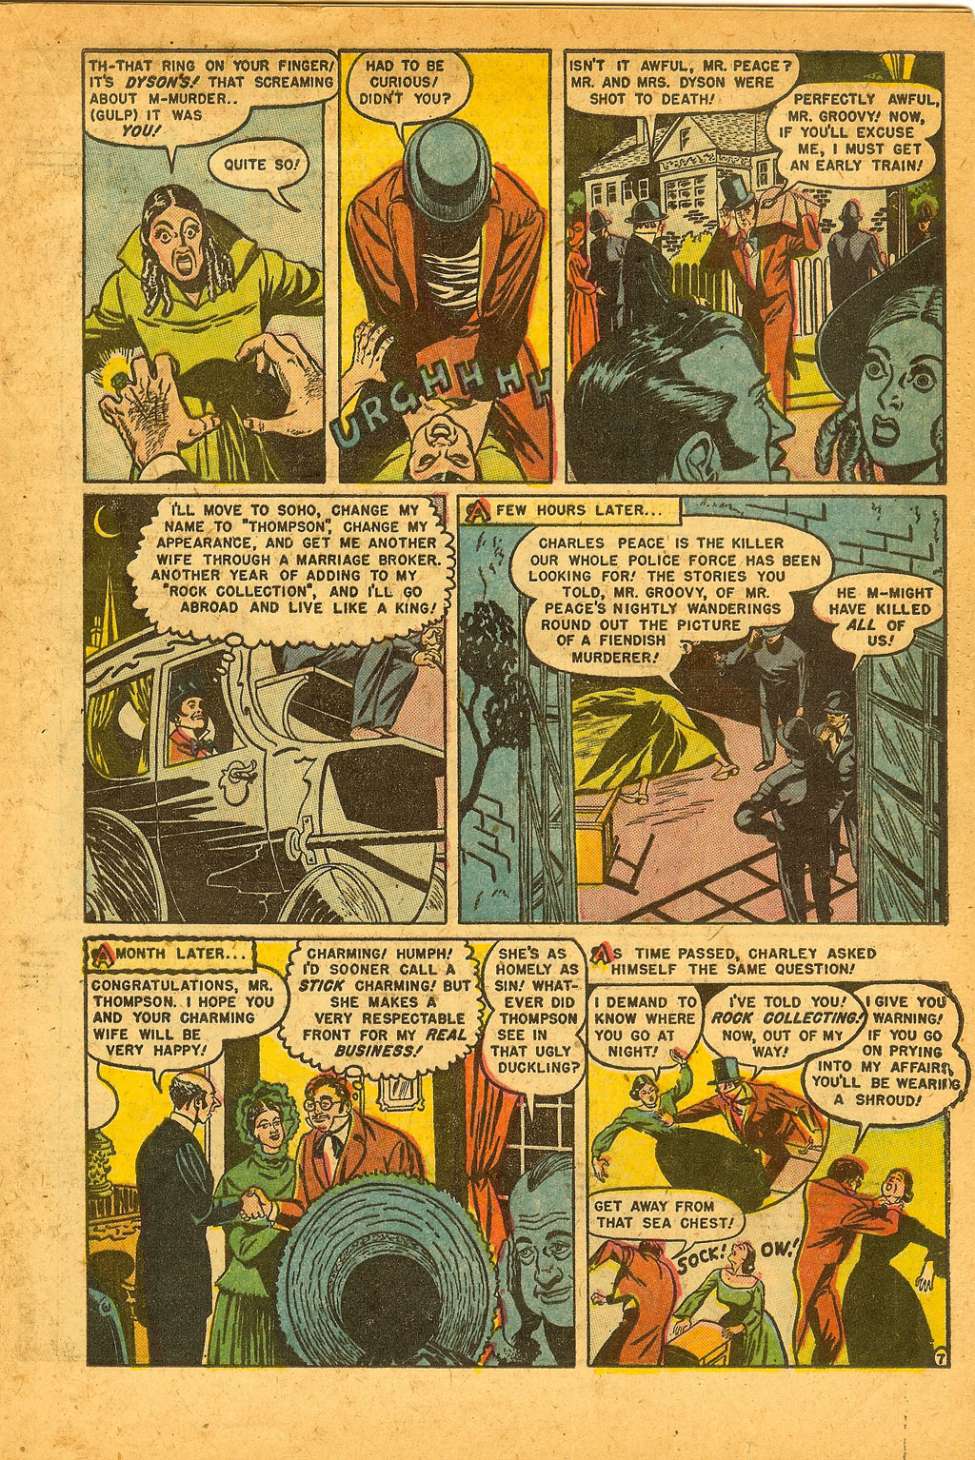 TH-THAT RING ON YOUR FINGER!
IT'S DYSON'S! THAT SCREAMING
ABOUT M-MURDER..
(GULP) IT WAS
YOU!
QUITE SO!
HAD TO BE
CURIOUS!
DIDN'T YOU?
URGHHHHH
ISN'T IT AWFUL, MR. PEACE?
MR. AND MRS. DYSON WERE
SHOT TO DEATH!
PERFECTLY AWFUL,
MR. GROOVY! NOW,
IF YOU'LL EXCUSE
ME, I MUST GET
AN EARLY TRAIN!
I'LL MOVE TO SOHO, CHANGE MY
NAME TO "THOMPSON", CHANGE MY
APPEARANCE, AND GET ME ANOTHER
WIFE THROUGH A MARRIAGE BROKER.
ANOTHER YEAR OF ADDING TO MY
"ROCK COLLECTION", AND I'LL GO
ABROAD AND LIVE LIKE A KING!
A FEW HOURS LATER...
CHARLES PEACE IS THE KILLER
OUR WHOLE POLICE FORCE HAS BEEN
LOOKING FOR! THE STORIES YOU
TOLD, MR. GROOVY, OF MR.
PEACE'S NIGHTLY WANDERINGS
ROUND OUT THE PICTURE
OF A FIENDISH
MURDERER!
HE M-MIGHT
HAVE KILLED
ALL OF
US!
A MONTH LATER...
CONGRATULATIONS, MR.
THOMPSON. I HOPE YOU
AND YOUR CHARMING
WIFE WILL BE
VERY HAPPY!
CHARMING! HUMPH!
I'D SOONER CALL A
STICK CHARMING! BUT
SHE MAKES A
VERY RESPECTABLE
FRONT FOR MY REAL
BUSINESS!
SHE'S AS
HOMELY AS
SIN! WHAT-
EVER DID
THOMPSON
SEE IN
THAT UGLY
DUCKLING?
AS TIME PASSED, CHARLEY ASKED
HIMSELF THE SAME QUESTION!
I DEMAND TO
KNOW WHERE
YOU GO AT
NIGHT!
I'VE TOLD YOU!
ROCK COLLECTING!
NOW, OUT OF MY
WAY!
I GIVE YOU
WARNING!
IF YOU GO
ON PRYING
INTO MY AFFAIRS,
YOU'LL BE WEARING
A SHROUD!
GET AWAY FROM
THAT SEA CHEST!
SOCK!
OW!
7